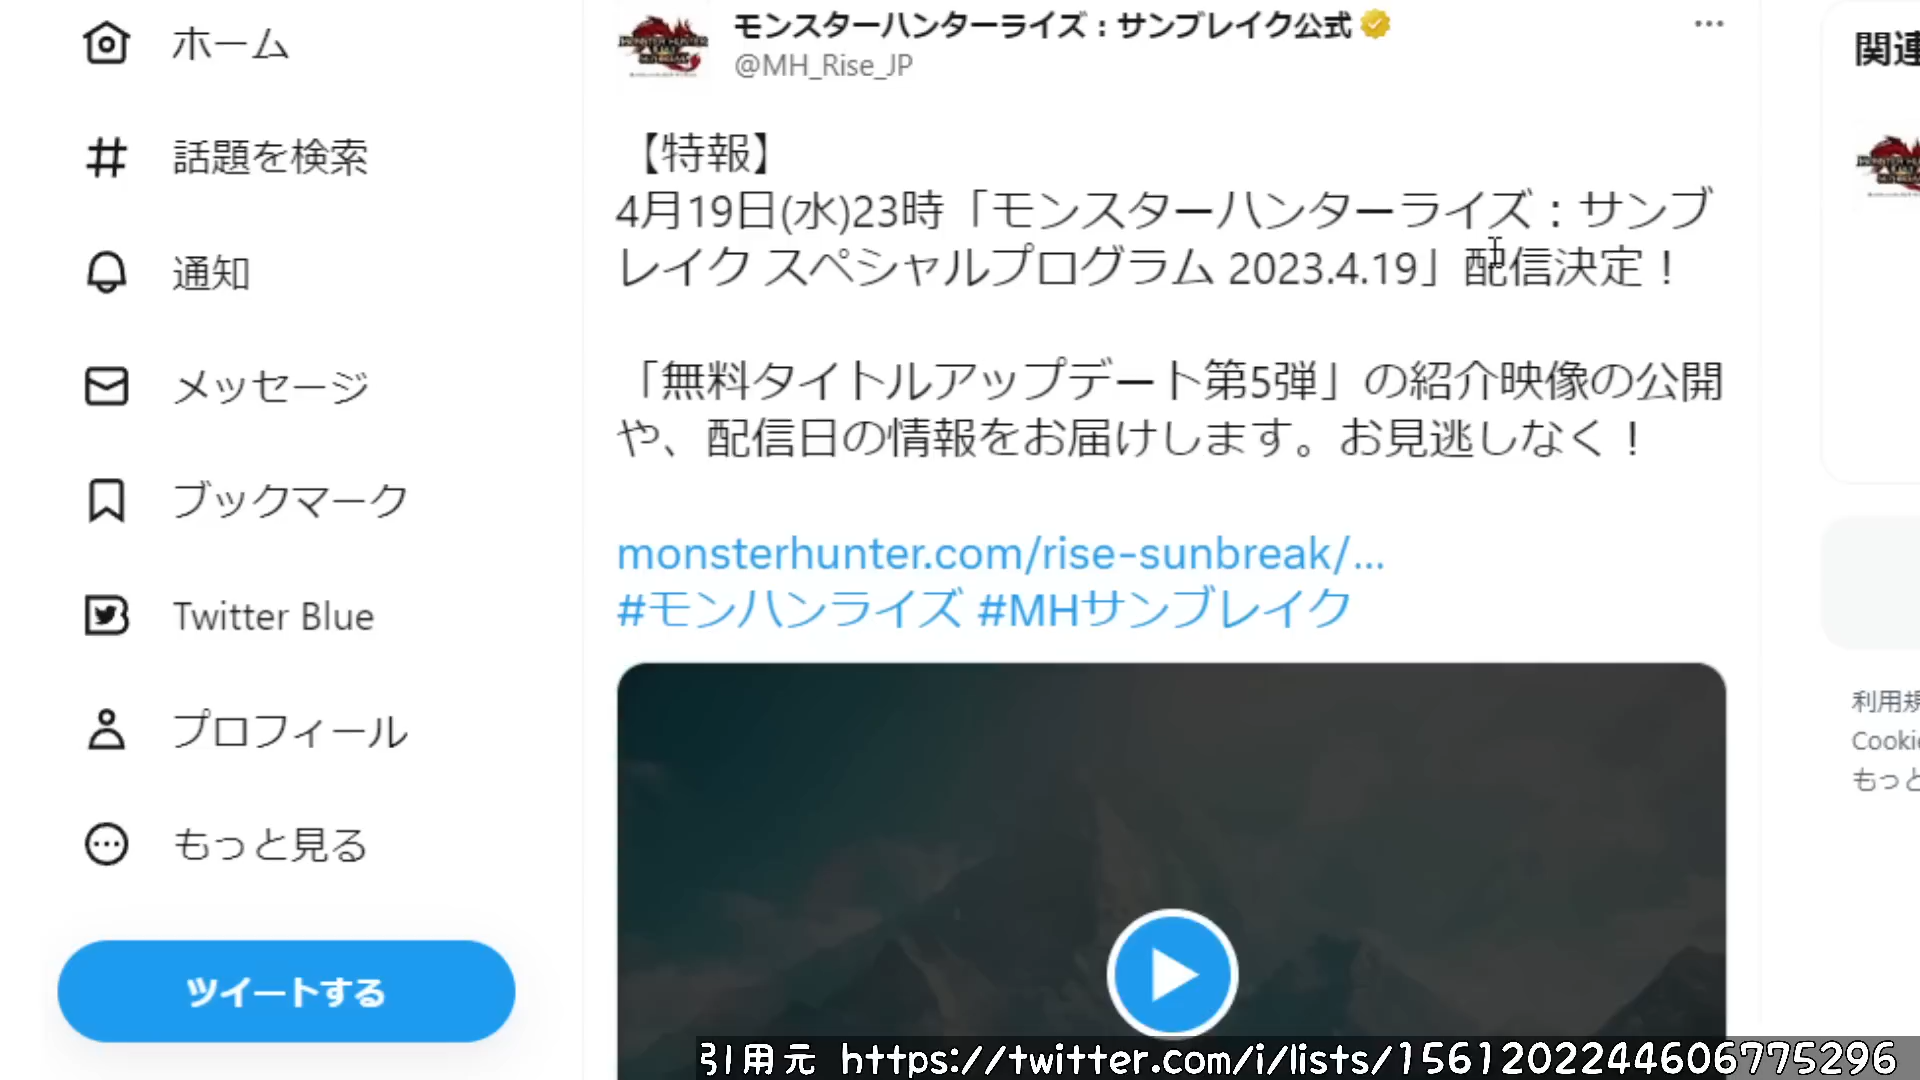 ホーム
話題を検索
通知
メッセージ
ブックマーク
Twitter Blue
プロフィール
もっと見る
ツイートする
モンスターハンターライズ：サンブレイク公式
@MH_Rise_JP
【特報】
4月19日(水)23時「モンスターハンターライズ：サンブ
レイク スペシャルプログラム 2023.4.19」配信決定！
「無料タイトルアップデート第5弾」の紹介映像の公開
や、配信日の情報をお届けします。お見逃しなく！
monsterhunter.com/rise-sunbreak/…
#モンハンライズ #MHサンブレイク
関連
利用規
Cookie
もっと
引用元 https://twitter.com/i/lists/1561202244606775296